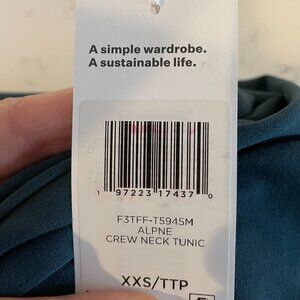 A simple wardrobe.
A sustainable life.
1 97223 17437 0
F3TFF-T5945M
ALPNE
CREW NECK TUNIC
XXS/TTP